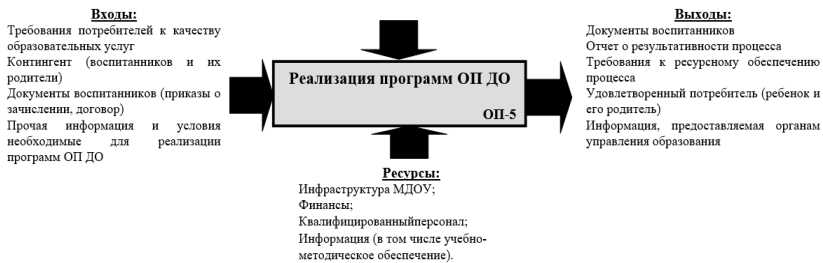 Входы:
Требования потребителей к качеству
образовательных услуг
Контингент (воспитанников и их
родители)
Документы воспитанников (приказы о
зачислении, договор)
Прочая информация и условия
необходимые для реализации
программ ОП ДО
Реализация программ ОП ДО
ОП-5
Ресурсы:
Инфраструктура МДОУ;
Финансы;
Квалифицированныйперсонал;
Информация (в том числе учебно-
методическое обеспечение).
Выходы:
Документы воспитанников
Отчет о результативности процесса
Требования к ресурсному обеспечению
процесса
Удовлетворенный потребитель (ребенок и
его родитель)
Информация, предоставляемая органам
управления образования